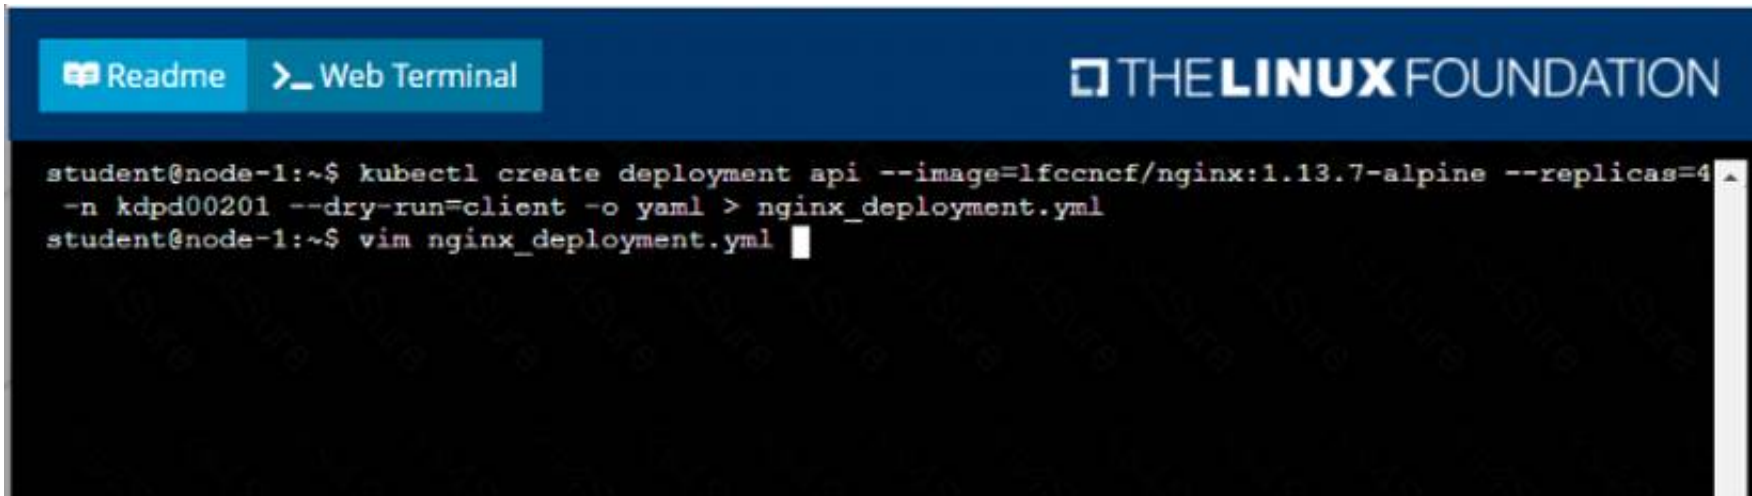 Readme >_ Web Terminal THE LINUX FOUNDATION
student@node-1:~$ kubectl create deployment api --image=lfccncf/nginx:1.13.7-alpine --replicas=4
-n kdpd00201 --dry-run=client -o yaml > nginx_deployment.yml
student@node-1:~$ vim nginx_deployment.yml